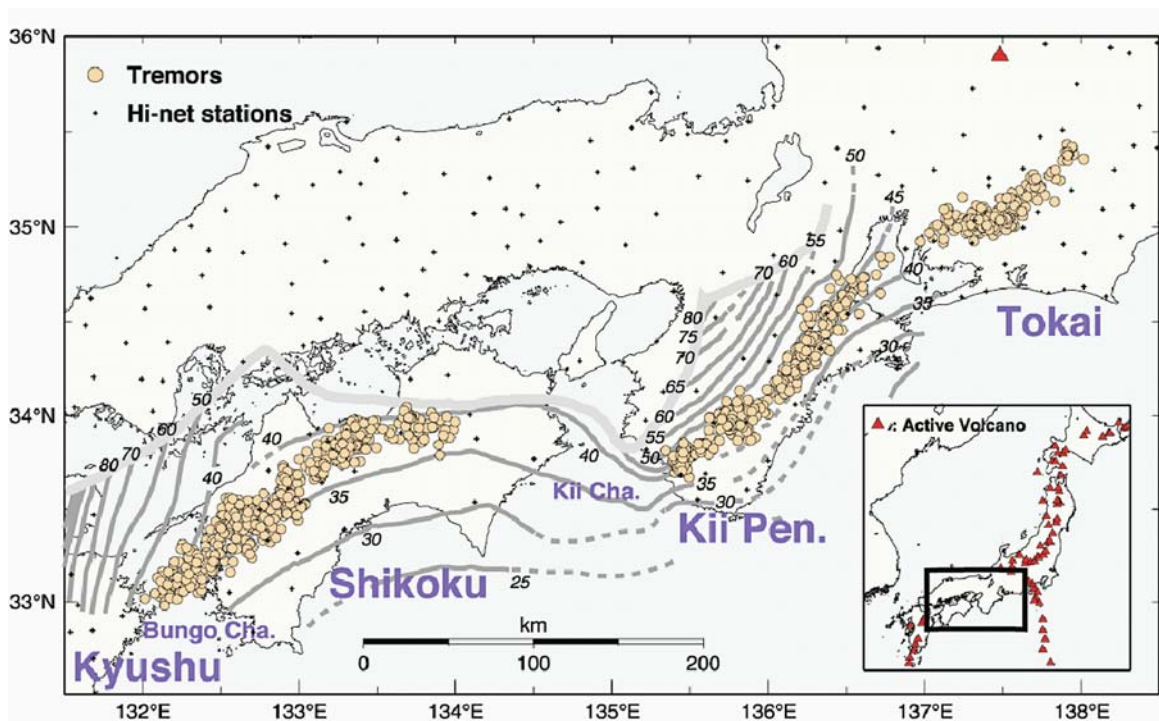 36°N
35°N
34°N
33°N
132°E
133°E
134°E
135°E
136°E
137°E
138°E
Tremors
Hi-net stations
50
45
55
60
70
40
35
80
75
70
30
65
60
55
50
40
35
30
50
60
70
80
40
40
35
30
25
Tokai
Kii Cha.
Kii Pen.
Shikoku
Bungo Cha.
Kyushu
km
0 100 200
: Active Volcano